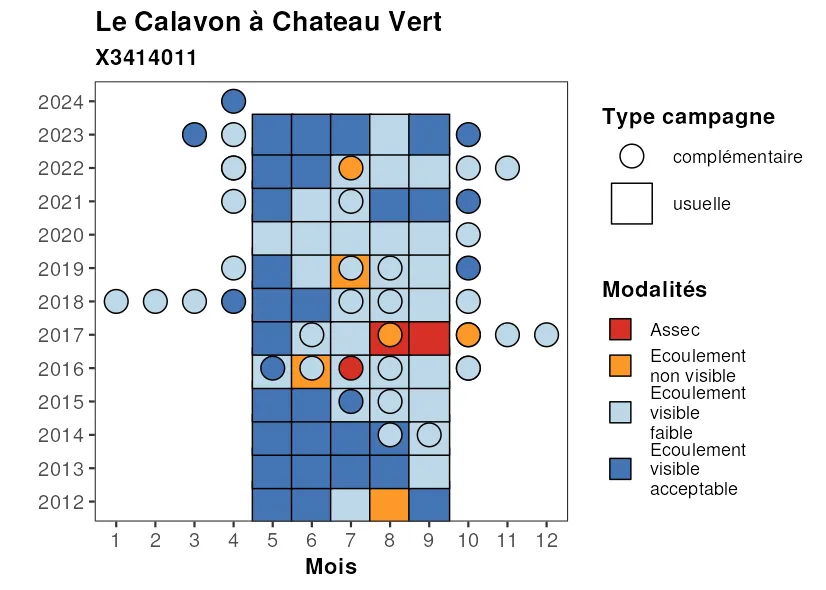 Le Calavon à Chateau Vert
X3414011
2024
2023
2022
2021
2020
2019
2018
2017
2016
2015
2014
2013
2012
1 2 3 4 5 6 7 8 9 10 11 12
Mois
Type campagne
complémentaire
usuelle
Modalités
Assec
Ecoulement
non visible
Ecoulement
visible
faible
Ecoulement
visible
acceptable